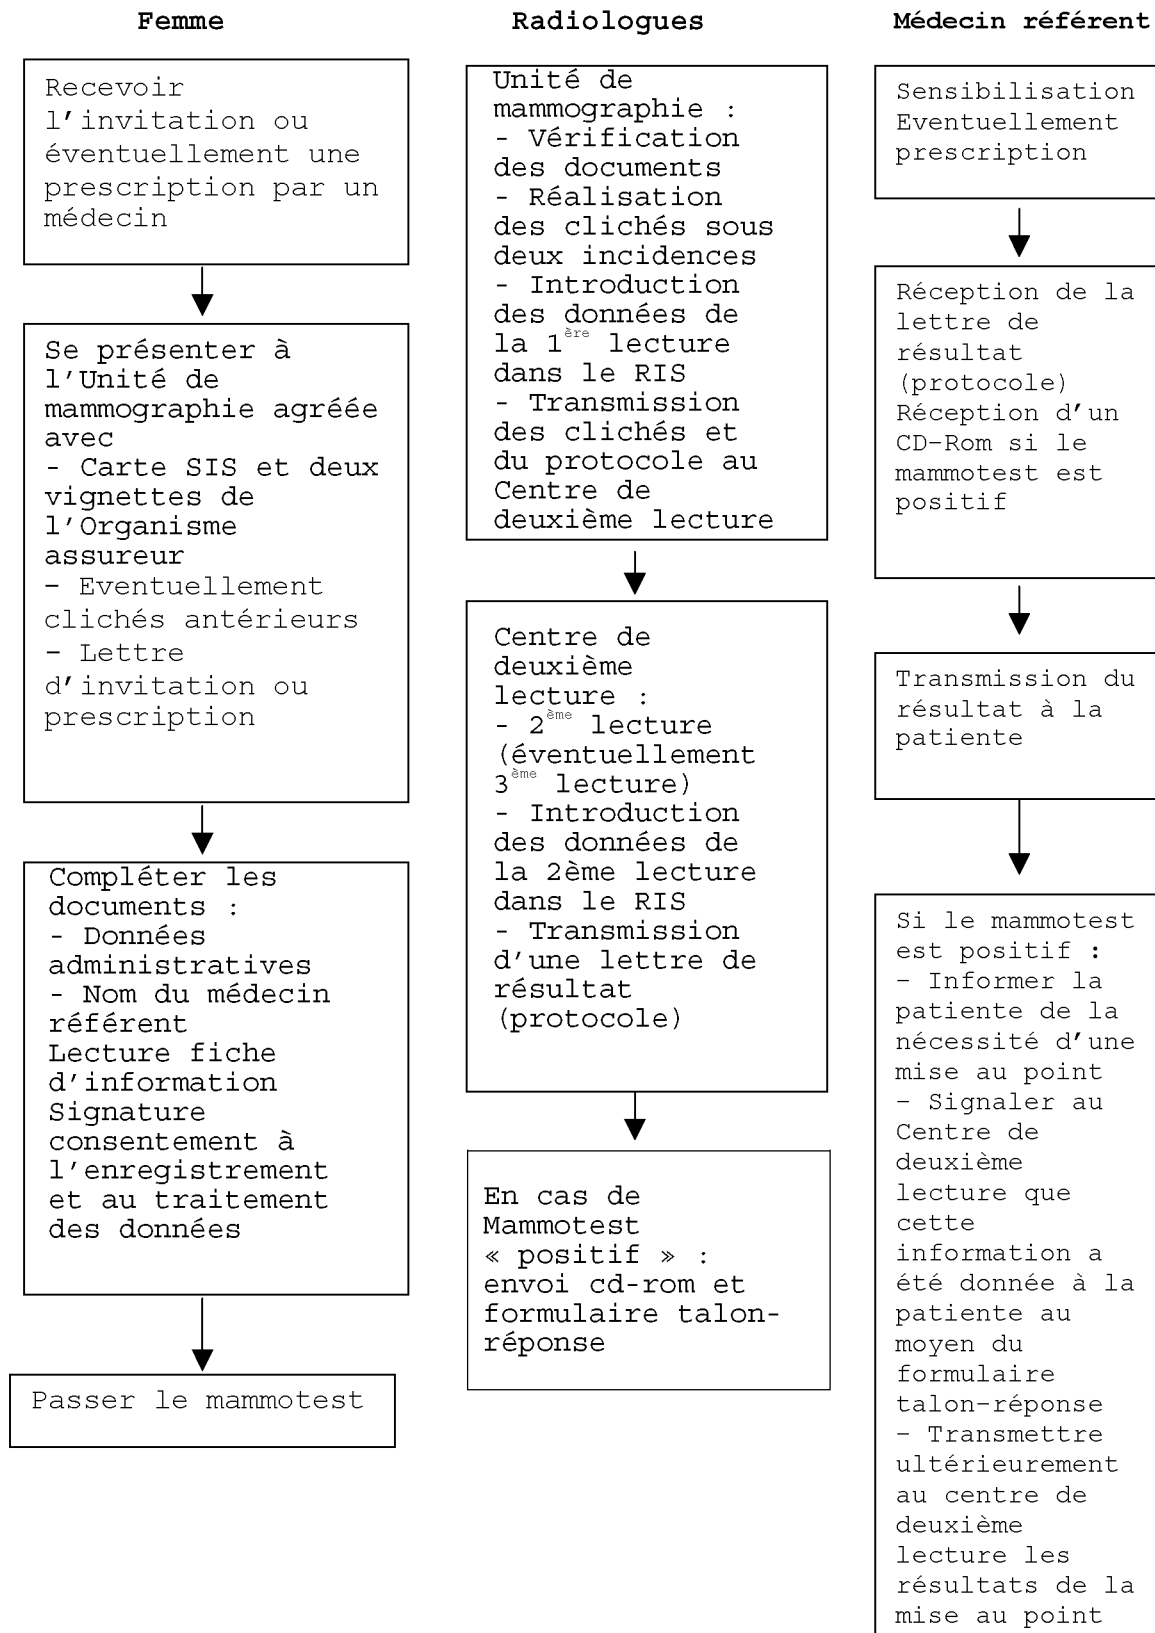 Femme
Recevoir
l'invitation ou
éventuellement une
prescription par un
médecin
Se présenter à
l'Unité de
mammographie agréée
avec
- Carte SIS et deux
vignettes de
l'Organisme
assureur
- Eventuellement
clichés antérieurs
- Lettre
d'invitation ou
prescription
Compléter les
documents :
- Données
administratives
- Nom du médecin
référent
Lecture fiche
d'information
Signature
consentement à
l'enregistrement
et au traitement
des données
Passer le mammotest
Radiologues
Unité de
mammographie :
- Vérification
des documents
- Réalisation
des clichés sous
deux incidences
- Introduction
des données de
la 1ère lecture
dans le RIS
- Transmission
des clichés et
du protocole au
Centre de
deuxième lecture
Centre de
deuxième
lecture :
- 2ème lecture
(éventuellement
3ème lecture)
- Introduction
des données de
la 2ème lecture
dans le RIS
- Transmission
d'une lettre de
résultat
(protocole)
En cas de
Mammotest
« positif » :
envoi cd-rom et
formulaire talon-
réponse
Médecin référent
Sensibilisation
Eventuellement
prescription
Réception de la
lettre de
résultat
(protocole)
Réception d'un
CD-Rom si le
mammotest est
positif
Transmission du
résultat à la
patiente
Si le mammotest
est positif :
- Informer la
patiente de la
nécessité d'une
mise au point
- Signaler au
Centre de
deuxième
lecture que
cette
information a
été donnée à la
patiente au
moyen du
formulaire
talon-réponse
- Transmettre
ultérieurement
au centre de
deuxième
lecture les
résultats de la
mise au point